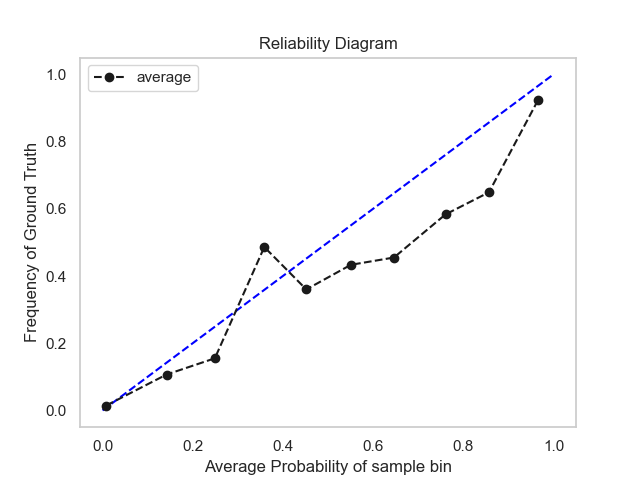 Reliability Diagram
average
Frequency of Ground Truth
1.0
0.8
0.6
0.4
0.2
0.0
0.0 0.2 0.4 0.6 0.8 1.0
Average Probability of sample bin